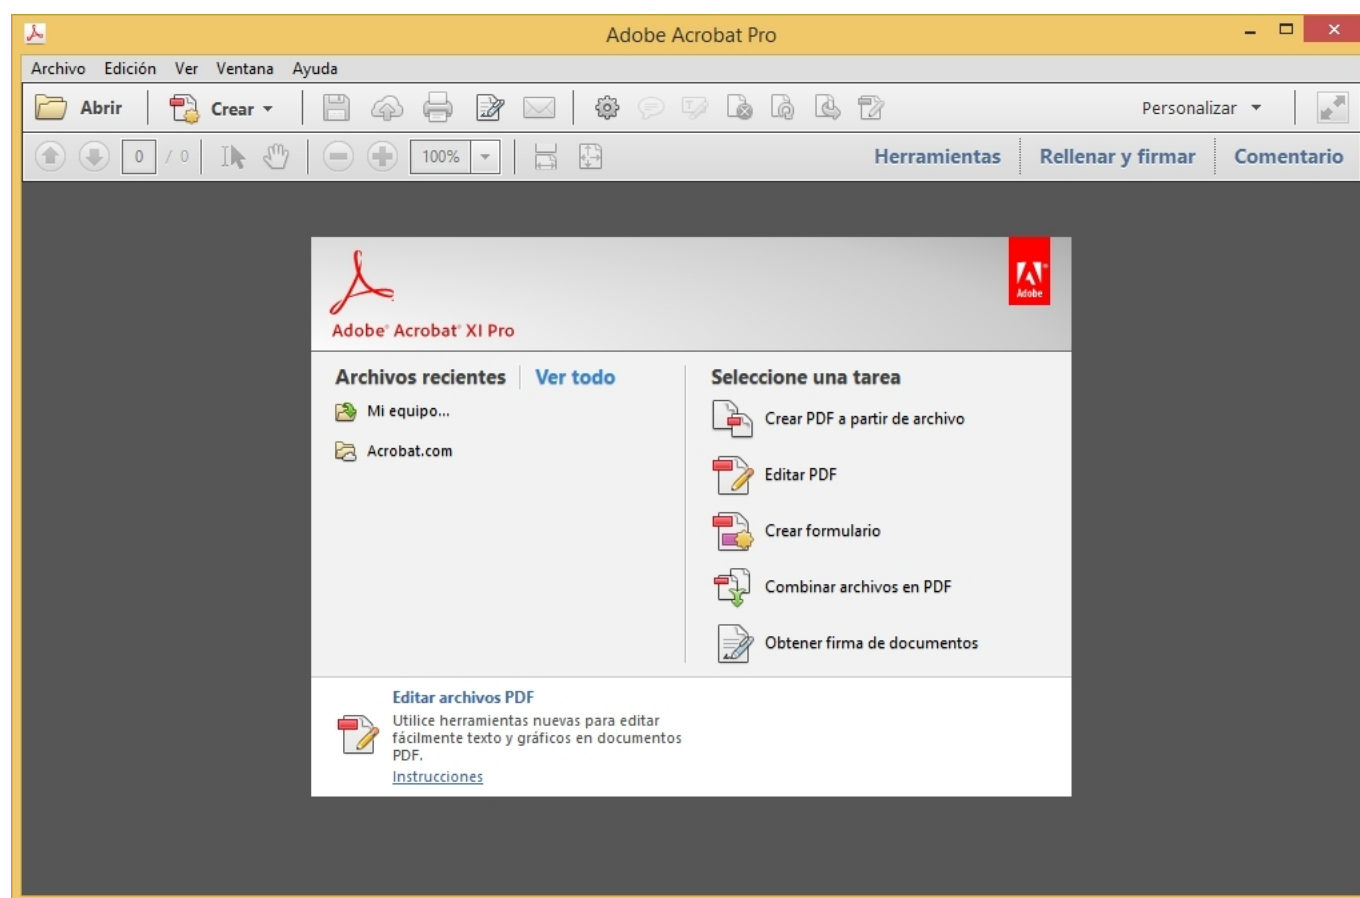 Adobe Acrobat Pro
Archivo Edición Ver Ventana Ayuda
Abrir Crear Personalizar
0 / 0 100% Herramientas Rellenar y firmar Comentario
Adobe
Adobe® Acrobat® XI Pro
Archivos recientes Ver todo
Mi equipo...
Acrobat.com
Seleccione una tarea
Crear PDF a partir de archivo
Editar PDF
Crear formulario
Combinar archivos en PDF
Obtener firma de documentos
Editar archivos PDF
Utilice herramientas nuevas para editar
fácilmente texto y gráficos en documentos
PDF.
Instrucciones